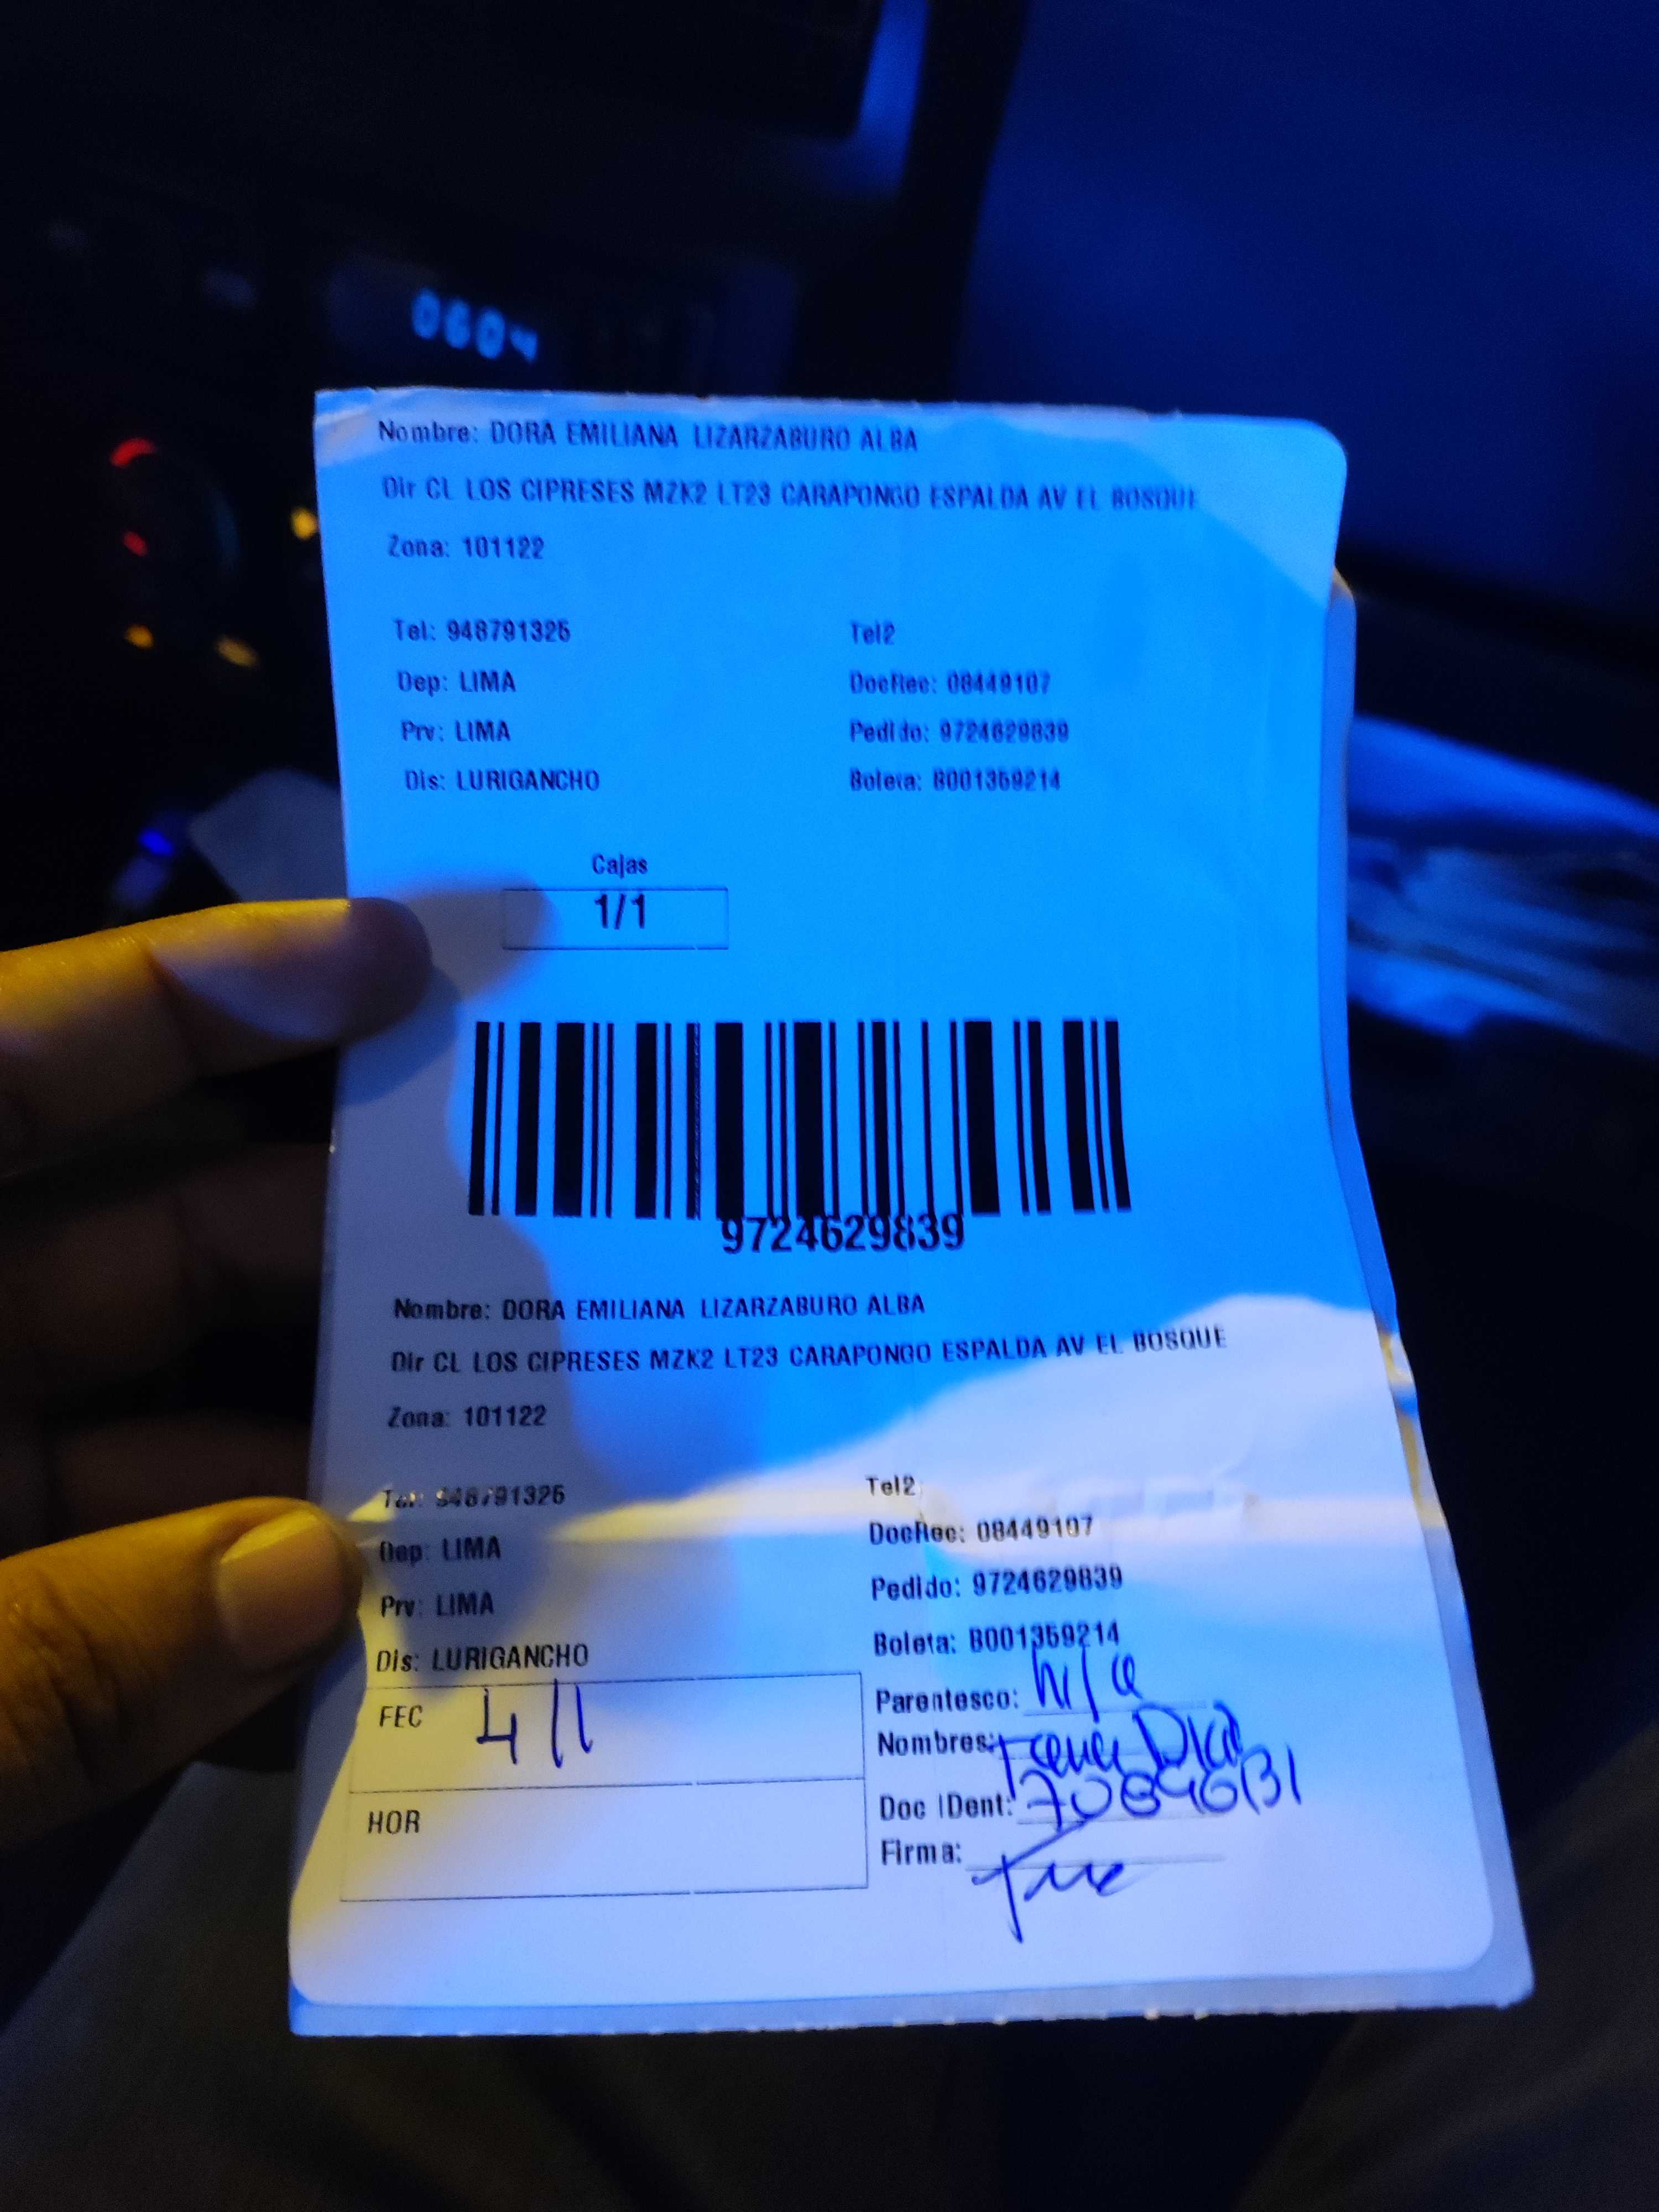 0604
Nombre: DORA EMILIANA LIZARZABURO ALBA
Dir CL LOS CIPRESES MZK2 LT23 CARAPONGO ESPALDA AV EL BOSQUE
Zona: 101122
Tel: 948791325 Tel2
Dep: LIMA DocRec: 08449107
Prv: LIMA Pedido: 9724629839
Dis: LURIGANCHO Boleta: B001359214
Cajas
1/1
9724629839
Nombre: DORA EMILIANA LIZARZABURO ALBA
Dir CL LOS CIPRESES MZK2 LT23 CARAPONGO ESPALDA AV EL BOSQUE
Zona: 101122
Tel: 948791325 Tel2
Dep: LIMA DocRec: 08449107
Prv: LIMA Pedido: 9724629839
Dis: LURIGANCHO Boleta: B001359214
FEC 4/1 Parentesco:
Nombres:
HOR Doc IDent:
Firma: